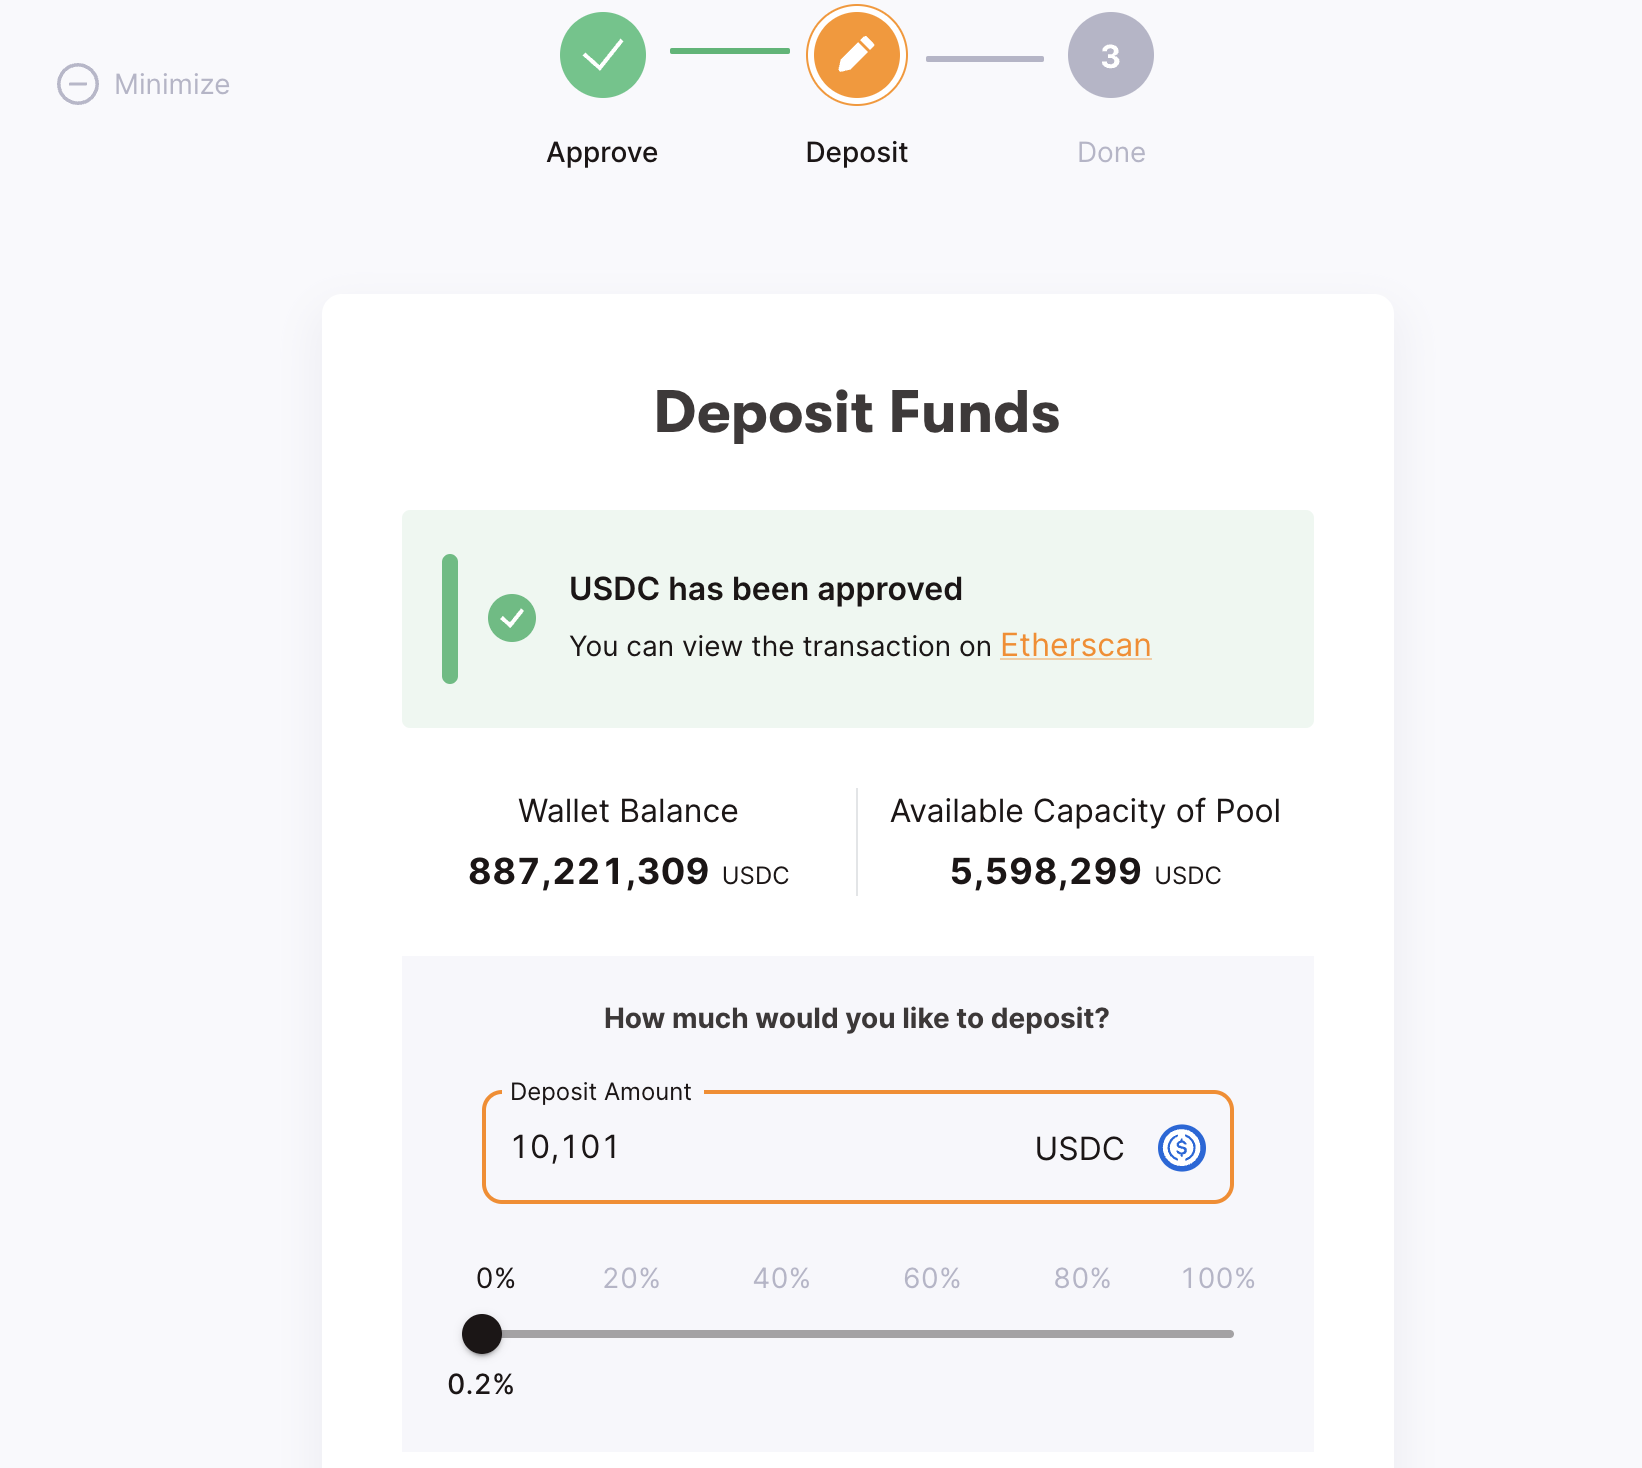 Minimize
3
Approve
Deposit
Done
Deposit Funds
USDC has been approved
You can view the transaction on Etherscan
Wallet Balance
887,221,309 USDC
Available Capacity of Pool
5,598,299 USDC
How much would you like to deposit?
Deposit Amount
10,101 USDC $
0% 20% 40% 60% 80% 100%
0.2%